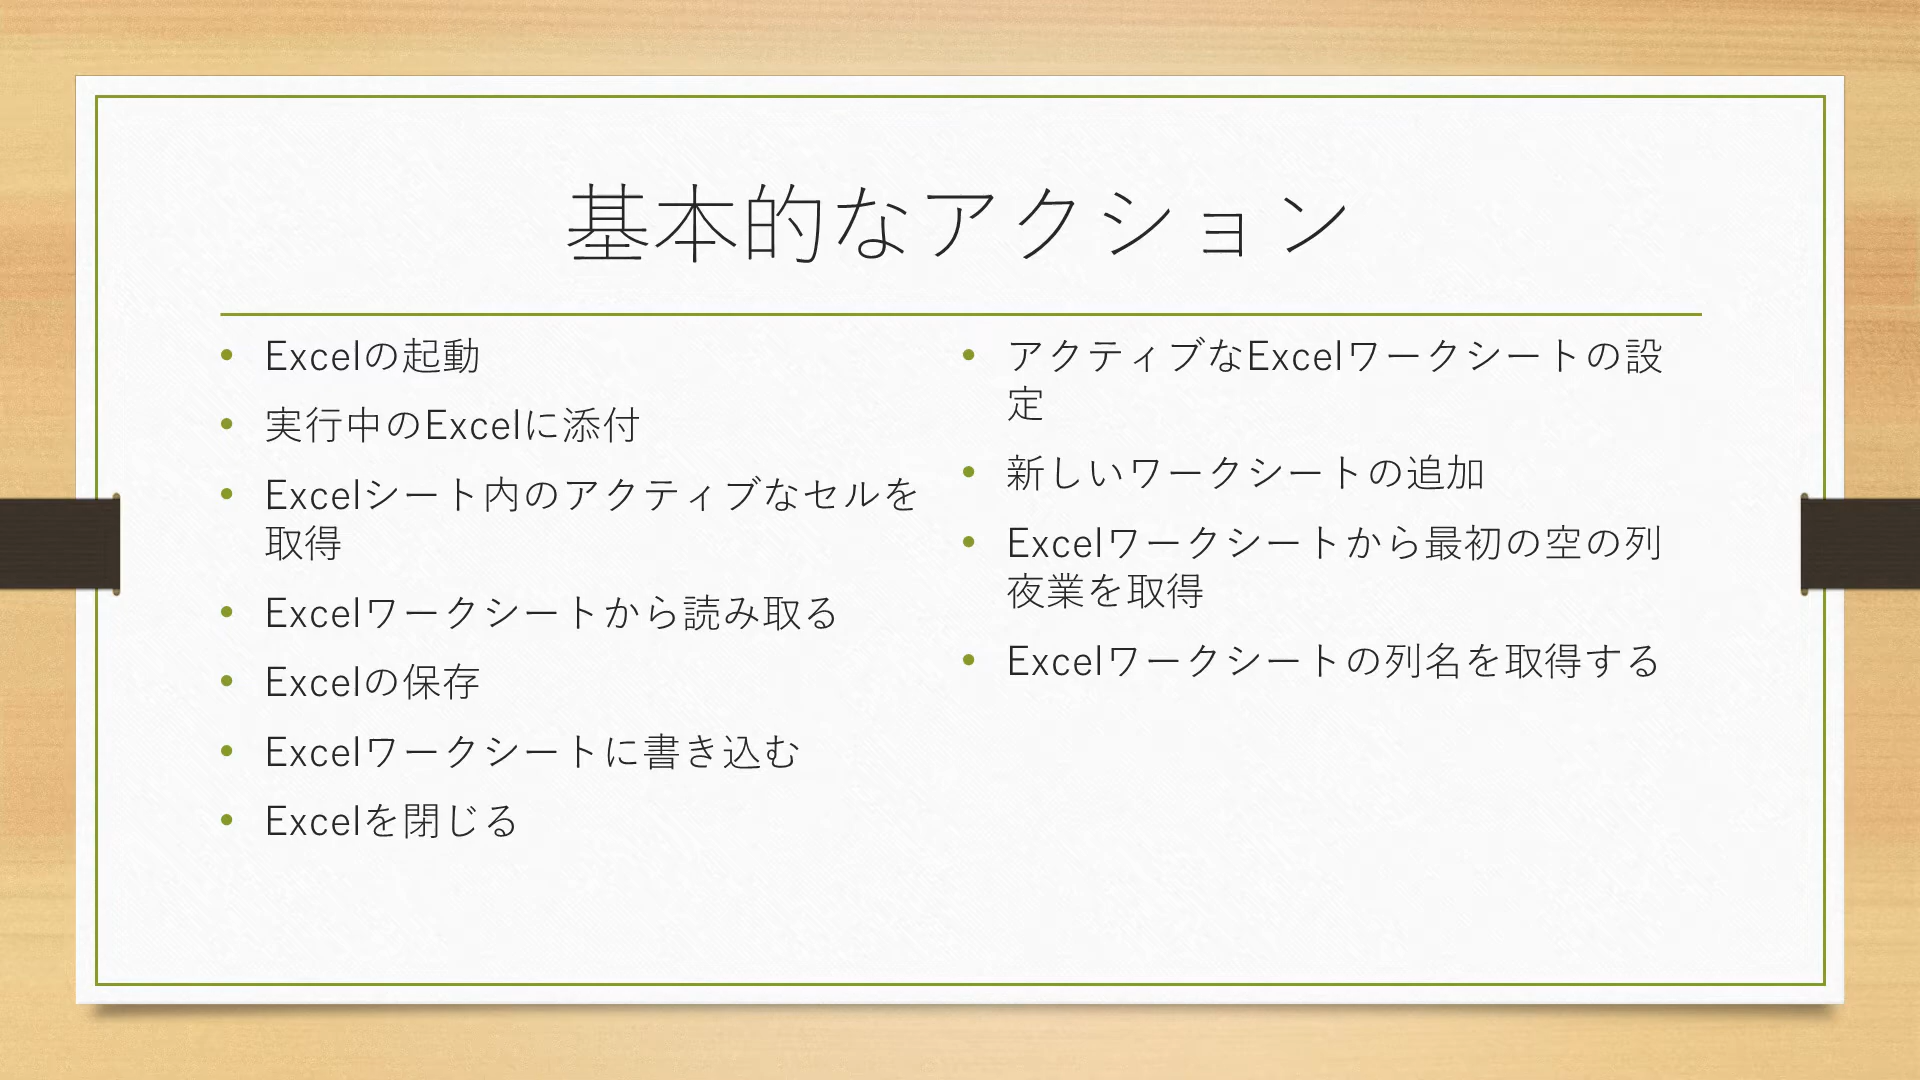 基本的なアクション
• Excelの起動
• 実行中のExcelに添付
• Excelシート内のアクティブなセルを
取得
• Excelワークシートから読み取る
• Excelの保存
• Excelワークシートに書き込む
• Excelを閉じる
• アクティブなExcelワークシートの設
定
• 新しいワークシートの追加
• Excelワークシートから最初の空の列
夜業を取得
• Excelワークシートの列名を取得する